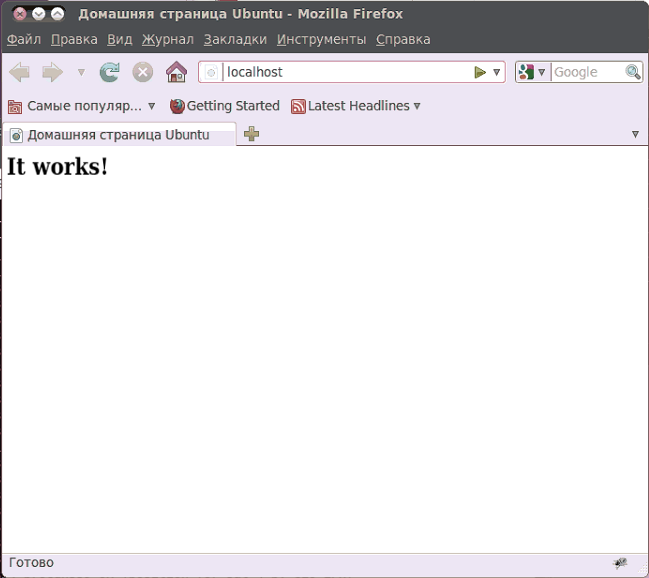 Домашняя страница Ubuntu - Mozilla Firefox
Файл Правка Вид Журнал Закладки Инструменты Справка
localhost Google
Самые популяр... Getting Started Latest Headlines
Домашняя страница Ubuntu
It works!
Готово